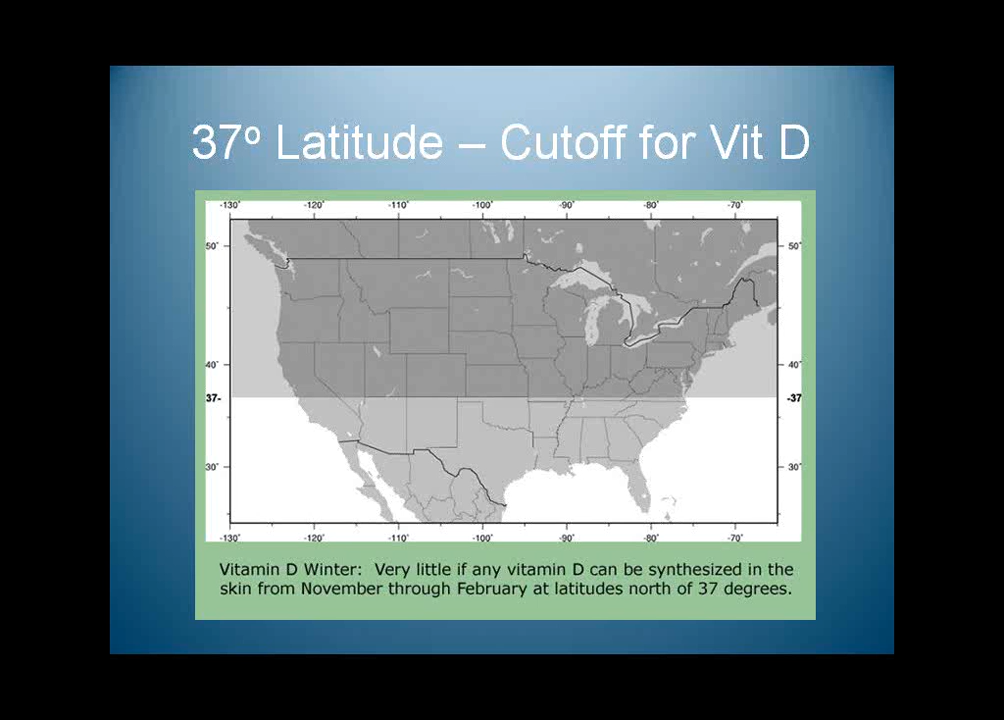 37º Latitude – Cutoff for Vit D
-130° -120° -110° -100° -90° -80° -70°
50° 50°
40° 40°
37- -37
30° 30°
-130° -120° -110° -100° -90° -80° -70°
Vitamin D Winter: Very little if any vitamin D can be synthesized in the
skin from November through February at latitudes north of 37 degrees.